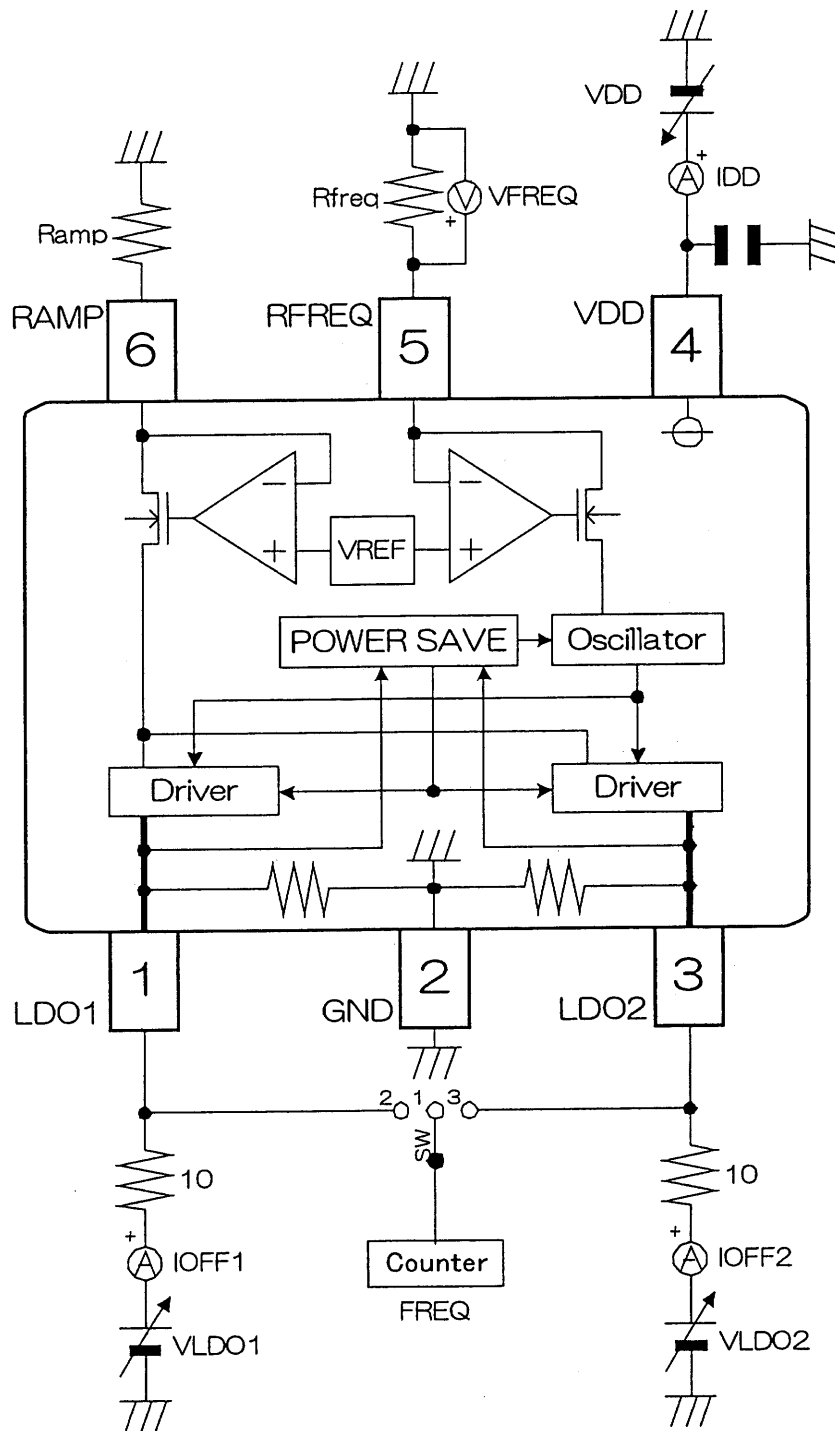 VDD
+
A IDD
Rfreq
V VFREQ
+
Ramp
RAMP
6
RFREQ
5
VDD
4
−
+
VREF
−
+
POWER SAVE
Oscillator
Driver
Driver
1
LDO1
2
GND
3
LDO2
2 1 3
SW
10
10
+
A IOFF1
Counter
FREQ
+
A IOFF2
VLDO1
VLDO2